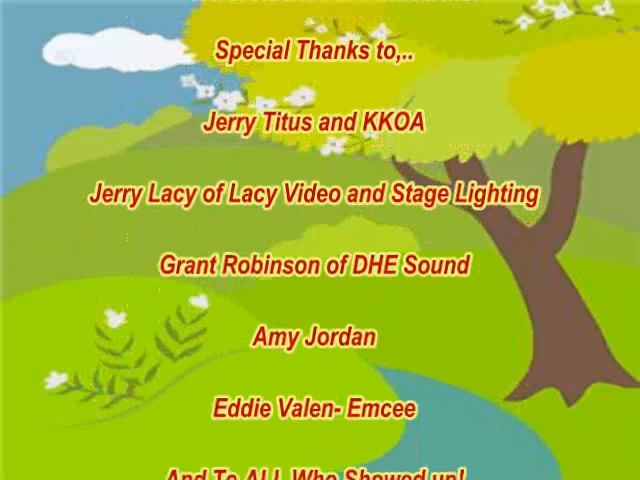 Special Thanks to,..
Jerry Titus and KKOA
Jerry Lacy of Lacy Video and Stage Lighting
Grant Robinson of DHE Sound
Amy Jordan
Eddie Valen- Emcee
And To ALL Who Showed up!